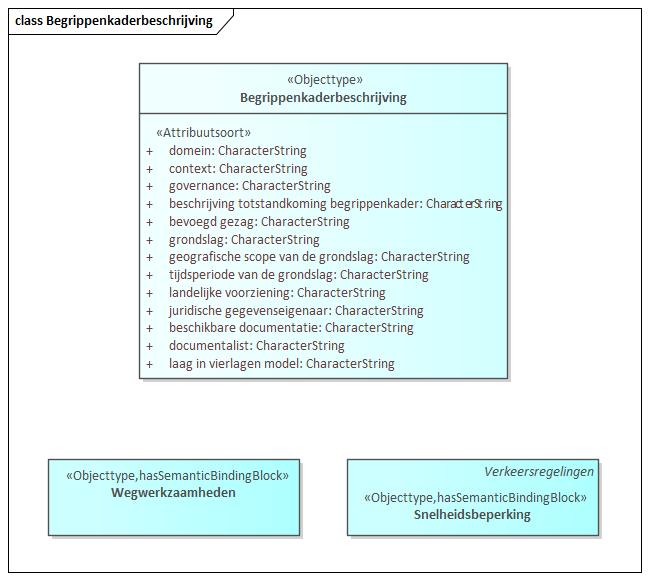 class Begrippenkaderbeschrijving
«Objecttype»
Begrippenkaderbeschrijving
«Attribuutsoort»
+ domein: CharacterString
+ context: CharacterString
+ governance: CharacterString
+ beschrijving totstandkoming begrippenkader: CharacterString
+ bevoegd gezag: CharacterString
+ grondslag: CharacterString
+ geografische scope van de grondslag: CharacterString
+ tijdsperiode van de grondslag: CharacterString
+ landelijke voorziening: CharacterString
+ juridische gegevenseigenaar: CharacterString
+ beschikbare documentatie: CharacterString
+ documentalist: CharacterString
+ laag in vierlagen model: CharacterString
«Objecttype,hasSemanticBindingBlock»
Wegwerkzaamheden
Verkeersregelingen
«Objecttype,hasSemanticBindingBlock»
Snelheidsbeperking